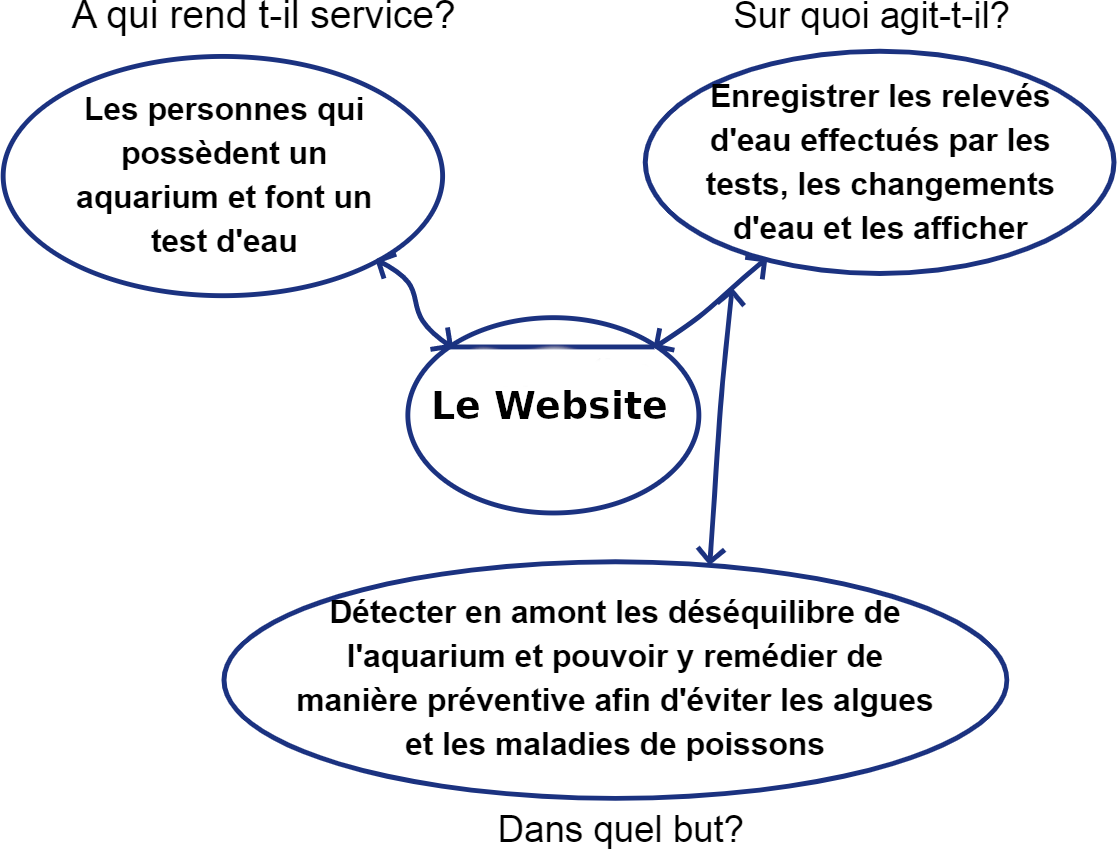 A qui rend t-il service?
Les personnes qui
possèdent un
aquarium et font un
test d'eau
Sur quoi agit-t-il?
Enregistrer les relevés
d'eau effectués par les
tests, les changements
d'eau et les afficher
Le Website
Détecter en amont les déséquilibre de
l'aquarium et pouvoir y remédier de
manière préventive afin d'éviter les algues
et les maladies de poissons
Dans quel but?